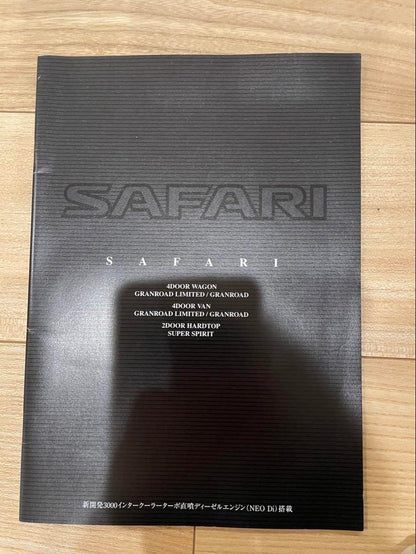 SAFARI
SAFARI
4DOOR WAGON
GRANROAD LIMITED / GRANROAD
4DOOR VAN
GRANROAD LIMITED / GRANROAD
2DOOR HARDTOP
SUPER SPIRIT
新開発3000インタークーラーターボ直噴ディーゼルエンジン(NEO Di)搭載